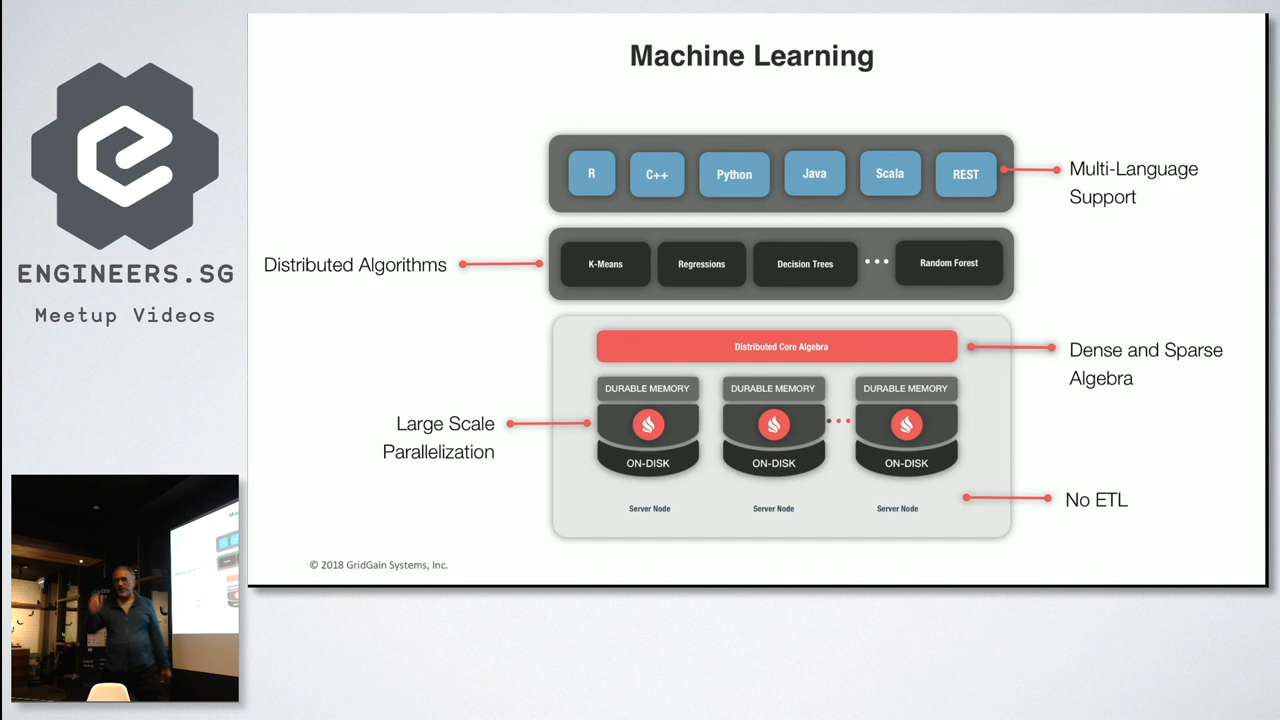 Machine Learning
R
C++
Python
Java
Scala
REST
Multi-Language
Support
Distributed Algorithms
K-Means
Regressions
Decision Trees
Random Forest
Distributed Core Algebra
Dense and Sparse
Algebra
DURABLE MEMORY
DURABLE MEMORY
DURABLE MEMORY
Large Scale
Parallelization
ON-DISK
ON-DISK
ON-DISK
No ETL
Server Node
Server Node
Server Node
© 2018 GridGain Systems, Inc.
ENGINEERS.SG
Meetup Videos